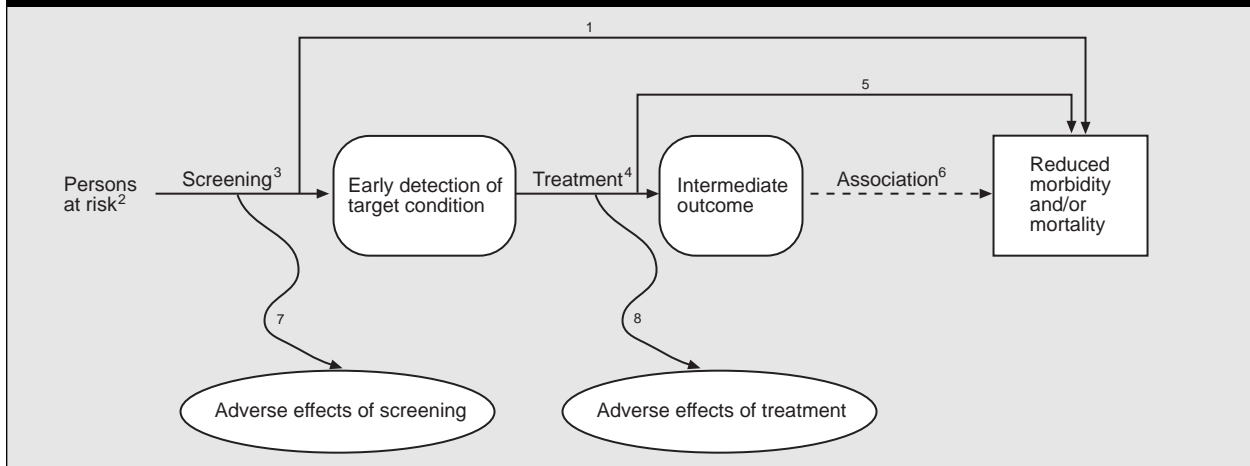 1
5
Persons
at risk2
Screening3
Early detection of
target condition
Treatment4
Intermediate
outcome
Association6
Reduced
morbidity
and/or
mortality
7
8
Adverse effects of screening
Adverse effects of treatment